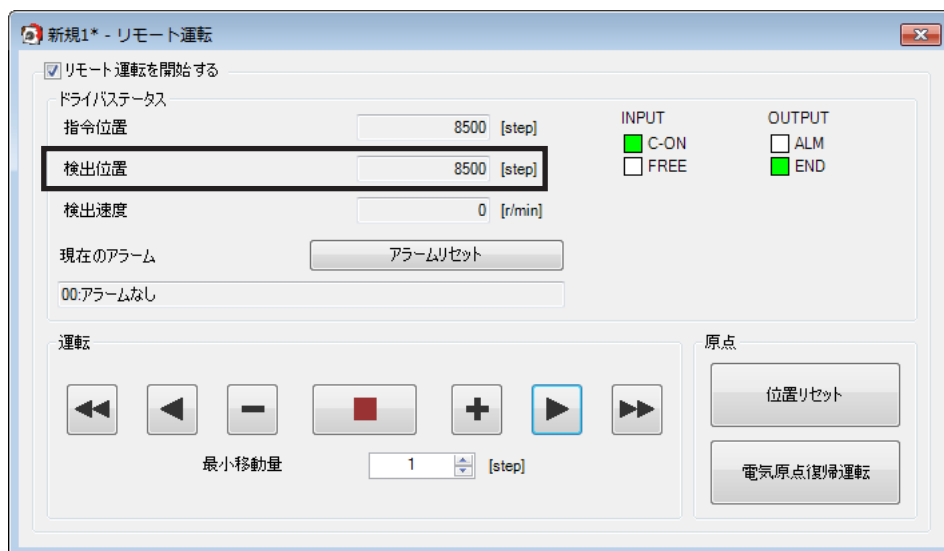 新規1* - リモート運転
リモート運転を開始する
ドライバステータス
指令位置 8500 [step]
検出位置 8500 [step]
検出速度 0 [r/min]
INPUT
C-ON
FREE
OUTPUT
ALM
END
現在のアラーム アラームリセット
00:アラームなし
運転
最小移動量 1 [step]
原点
位置リセット
電気原点復帰運転